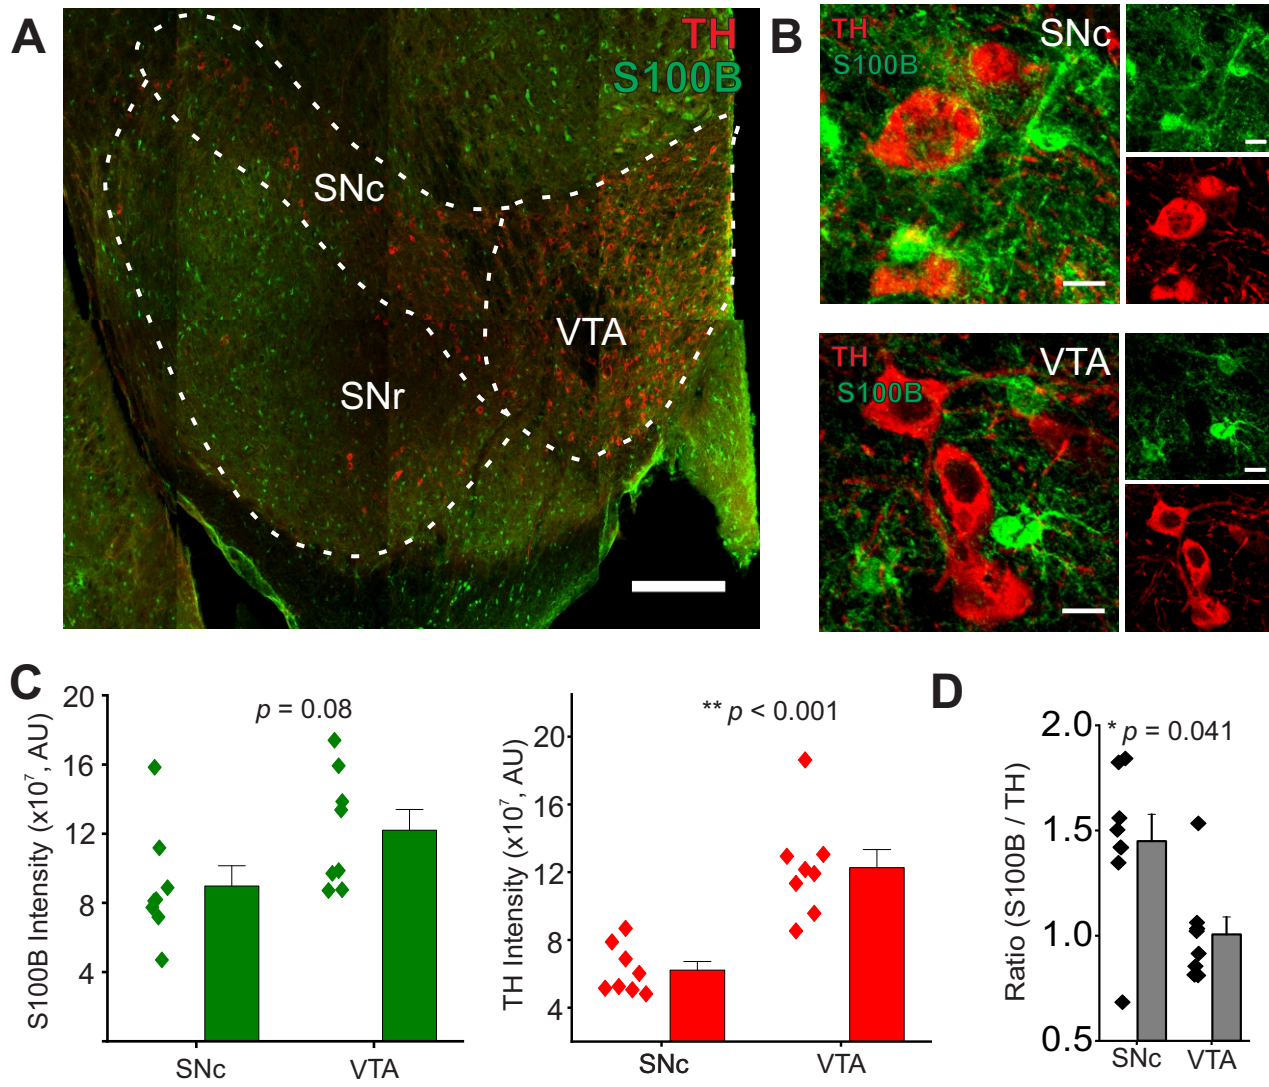 A
TH
S100B
SNc
VTA
SNr
B
TH
S100B
SNc
TH
S100B
VTA
C
S100B Intensity (x10⁷, AU)
20
16
12
8
4
p = 0.08
SNc
VTA
TH Intensity (x10⁷, AU)
20
16
12
8
4
** p < 0.001
SNc
VTA
D
Ratio (S100B / TH)
2.0
1.5
1.0
0.5
* p = 0.041
SNc
VTA